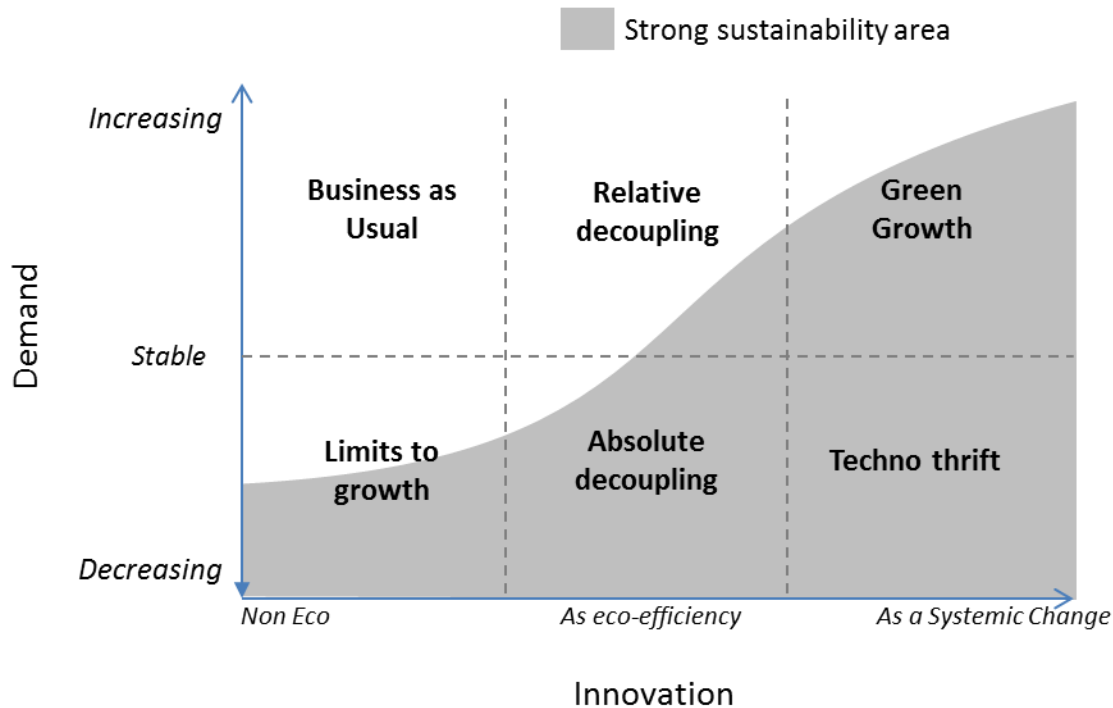 Strong sustainability area
Increasing
Business as
Usual
Relative
decoupling
Green
Growth
Demand
Stable
Limits to
growth
Absolute
decoupling
Techno thrift
Decreasing
Non Eco
As eco-efficiency
As a Systemic Change
Innovation